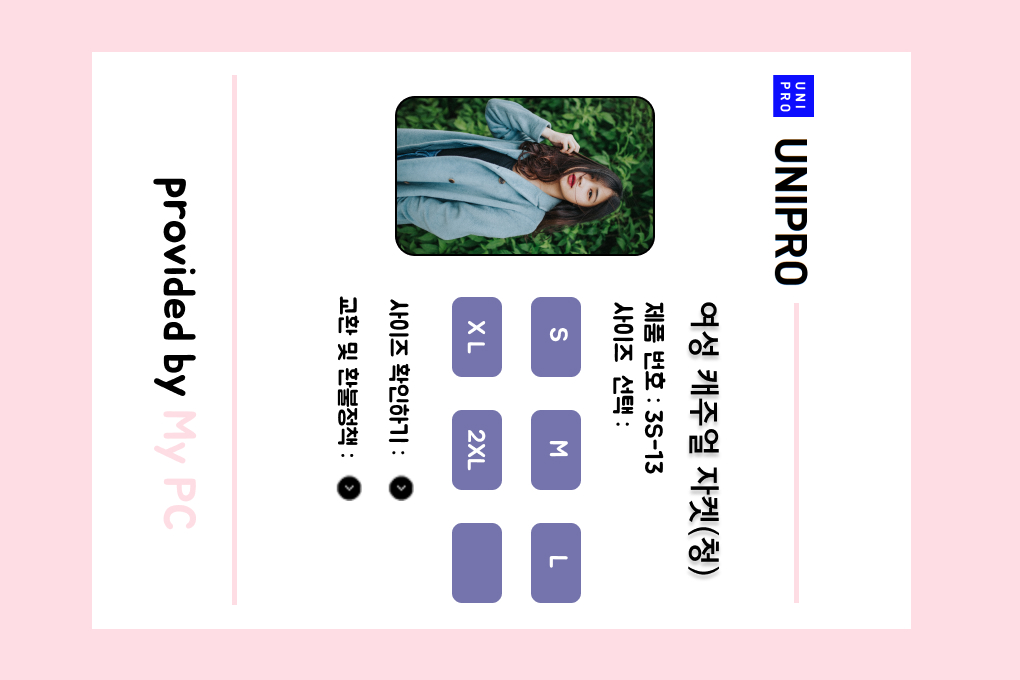 UNI
PRO
UNIPRO
여성 캐주얼 자켓(청)
제품 번호 : 3S-13
사이즈 선택 :
S M L
XL 2XL
사이즈 확인하기 :
교환 및 환불정책 :
provided by My PC